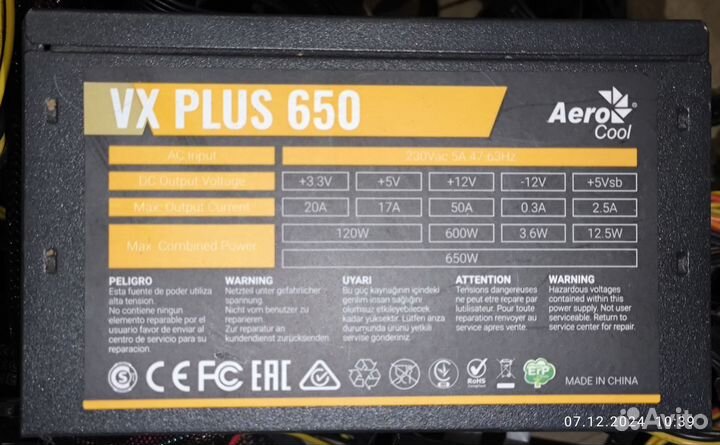 VX PLUS 650
Aero
Cool
AC Input 230Vac 5A 47-63Hz
DC Output Voltage +3.3V +5V +12V -12V +5Vsb
Max. Output Current 20A 17A 50A 0.3A 2.5A
Max. Combined Power 120W 600W 3.6W 12.5W
650W
PELIGRO
Esta fuente de poder utiliza
alta tension.
No contiene ningun
elemento reparable por el
usuario favor de enviar al
centro de servicio para su
reparacion.
WARNING
Netzteil unter gefährlicher
spannung.
Nicht vom benutzer zu
reparieren.
Zur reparatur an
kundendienst zurücksenden.
UYARI
Bu güç kaynağının içindeki
gerilim insan sağlığını
olumsuz etkileyebilecek
kadar yüksektir. Lütfen arıza
durumunda ürünü yetkili
servise gönderiniz.
ATTENTION
Tensions dangereuses
ne peut etre repare par
l'utilisateur. Pour toute
reparation renvoyer au
service apres vente.
WARNING
Hazardous voltages
contained within this
power supply. Not user
serviceable. Return to
service center for repair.
S CE FC EAC RoHS
COMPLIANT
ErP
MADE IN CHINA
07.12.2024 10:39
Avito